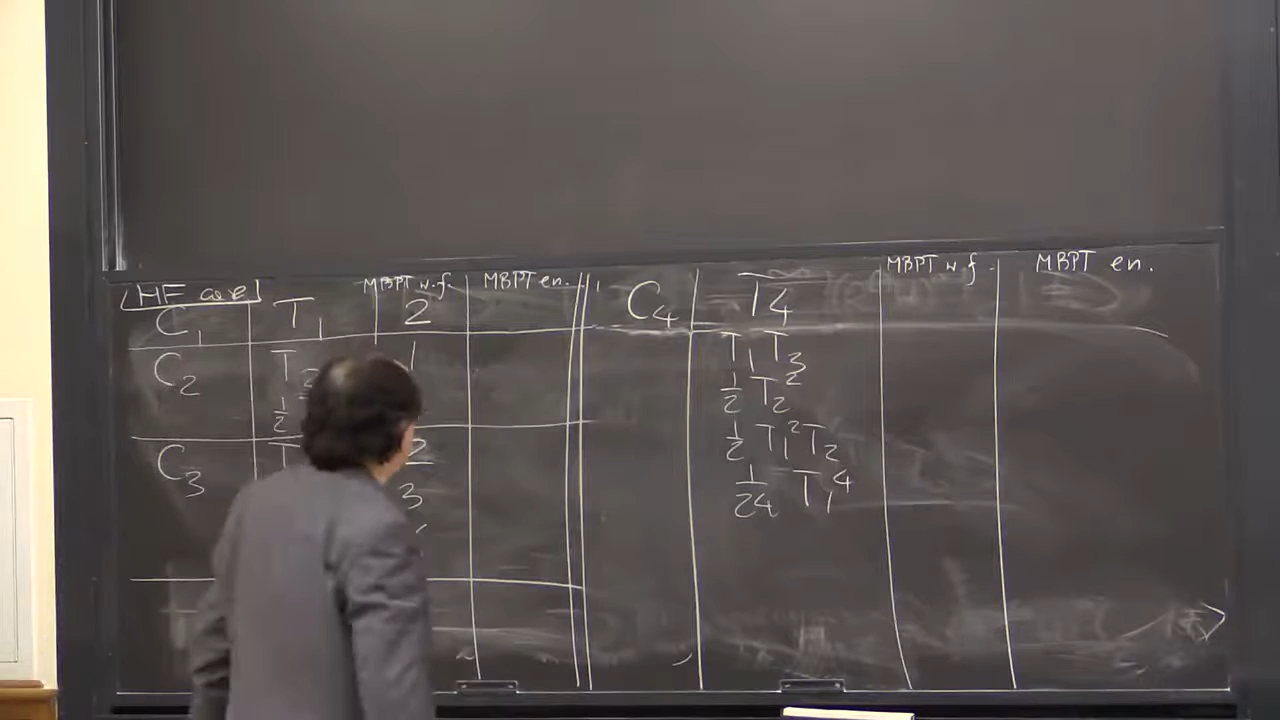 HF case
MBPT w.f.
MBPT en.
C₁ T₁ 2
C₂ T₂ 1
½
C₃ T 2
3
MBPT w.f.
MBPT en.
C₄ T₄
T₁T₃
½ T₂²
½ T₁²T₂
1/24 T₁⁴